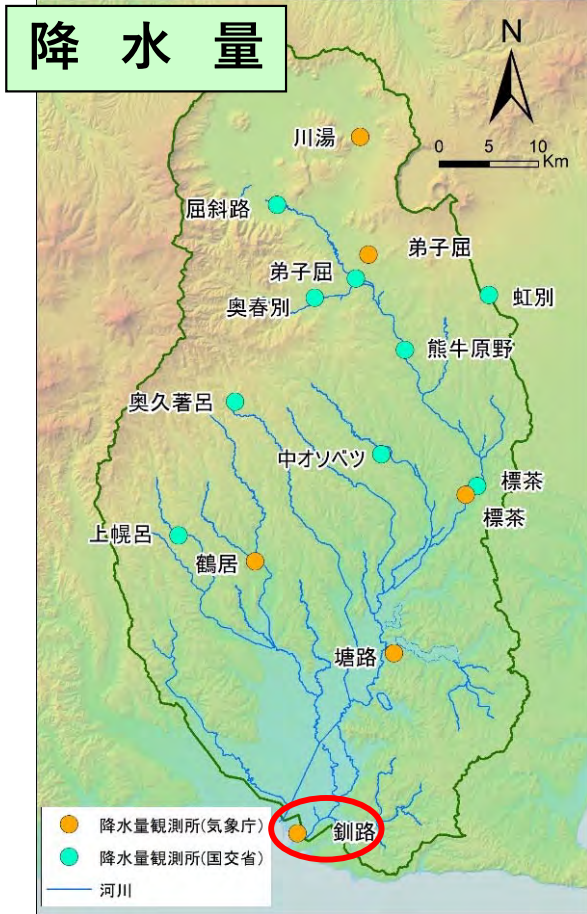 降水量
N
0 5 10
Km
川湯
屈斜路
弟子屈
弟子屈
奥春別
虹別
熊牛原野
奥久著呂
中オソベツ
標茶
標茶
上幌呂
鶴居
塘路
釧路
降水量観測所(気象庁)
降水量観測所(国交省)
河川